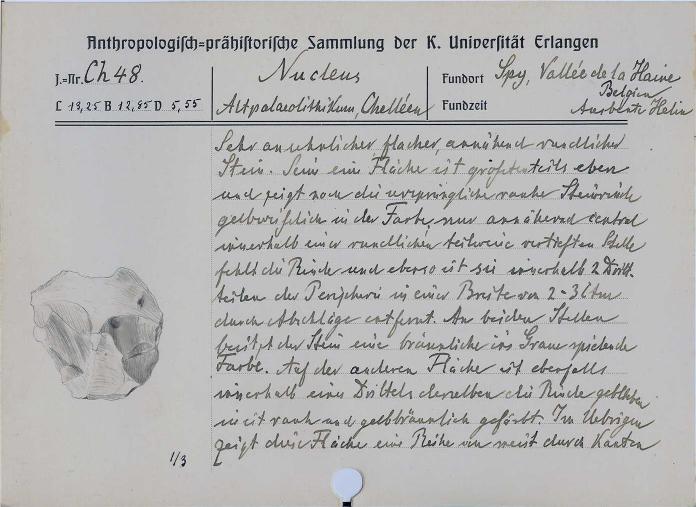 Anthropologisch=prähistorische Sammlung der K. Universität Erlangen
J.=Nr. Ch 48.
L 13,25 B 12,85 D 5,55
Nucleus
Altpalaeolithikum, Chelléen
Fundort Spy, Vallée de la Haine
Belgien
Fundzeit Ausbeute Helin
Sehr ansehnlicher flacher, annähernd rundlicher
Stein. Sein eine Fläche ist grösstenteils eben
und zeigt noch die ursprüngliche rauhe Steinrinde
gelbweisslich in der Farbe, nur annähernd central
innerhalb einer rundlichen teilweise vertieften Stelle
fehlt die Rinde und ebenso ist sie innerhalb 2 Dritt-
teilen der Peripherie in einer Breite von 2-3 Ctm
durch Abschläge entfernt. An beiden Stellen
besitzt der Stein eine bräunliche ins Graue spielende
Farbe. Auf der anderen Fläche ist ebenfalls
innerhalb eines Drittels derselben die Rinde geblieben
ist rauh und gelbbräunlich gefärbt. Im Uebrigen
zeigt diese Fläche eine Reihe von meist durch Kanten
1/3